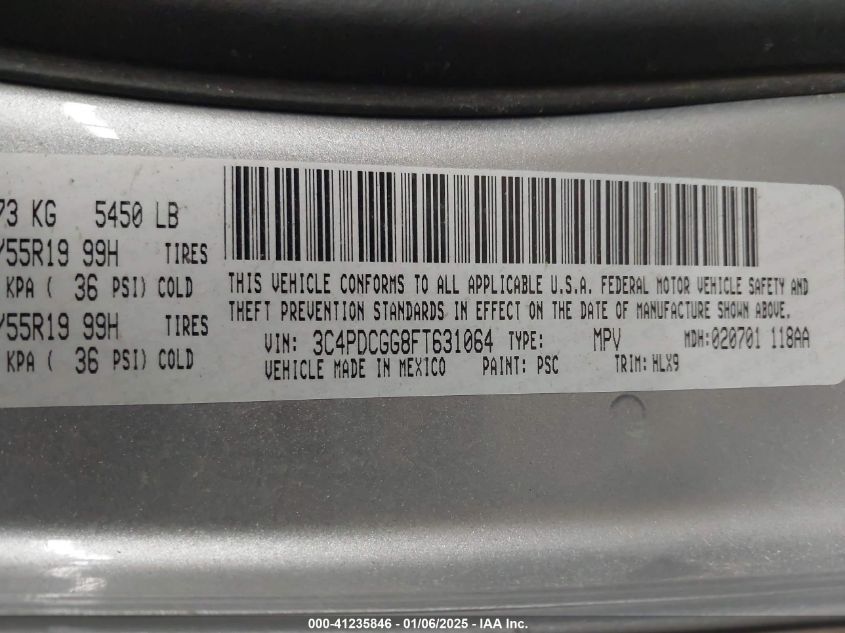 73 KG 5450 LB
/55R19 99H TIRES
KPA ( 36 PSI) COLD
/55R19 99H TIRES
KPA ( 36 PSI) COLD
THIS VEHICLE CONFORMS TO ALL APPLICABLE U.S.A. FEDERAL MOTOR VEHICLE SAFETY AND
THEFT PREVENTION STANDARDS IN EFFECT ON THE DATE OF MANUFACTURE SHOWN ABOVE.
VIN: 3C4PDCGG8FT631064 TYPE: MPV MDH:020701 118AA
VEHICLE MADE IN MEXICO PAINT: PSC TRIM: HLX9
000-41235846 - 01/06/2025 - IAA Inc.